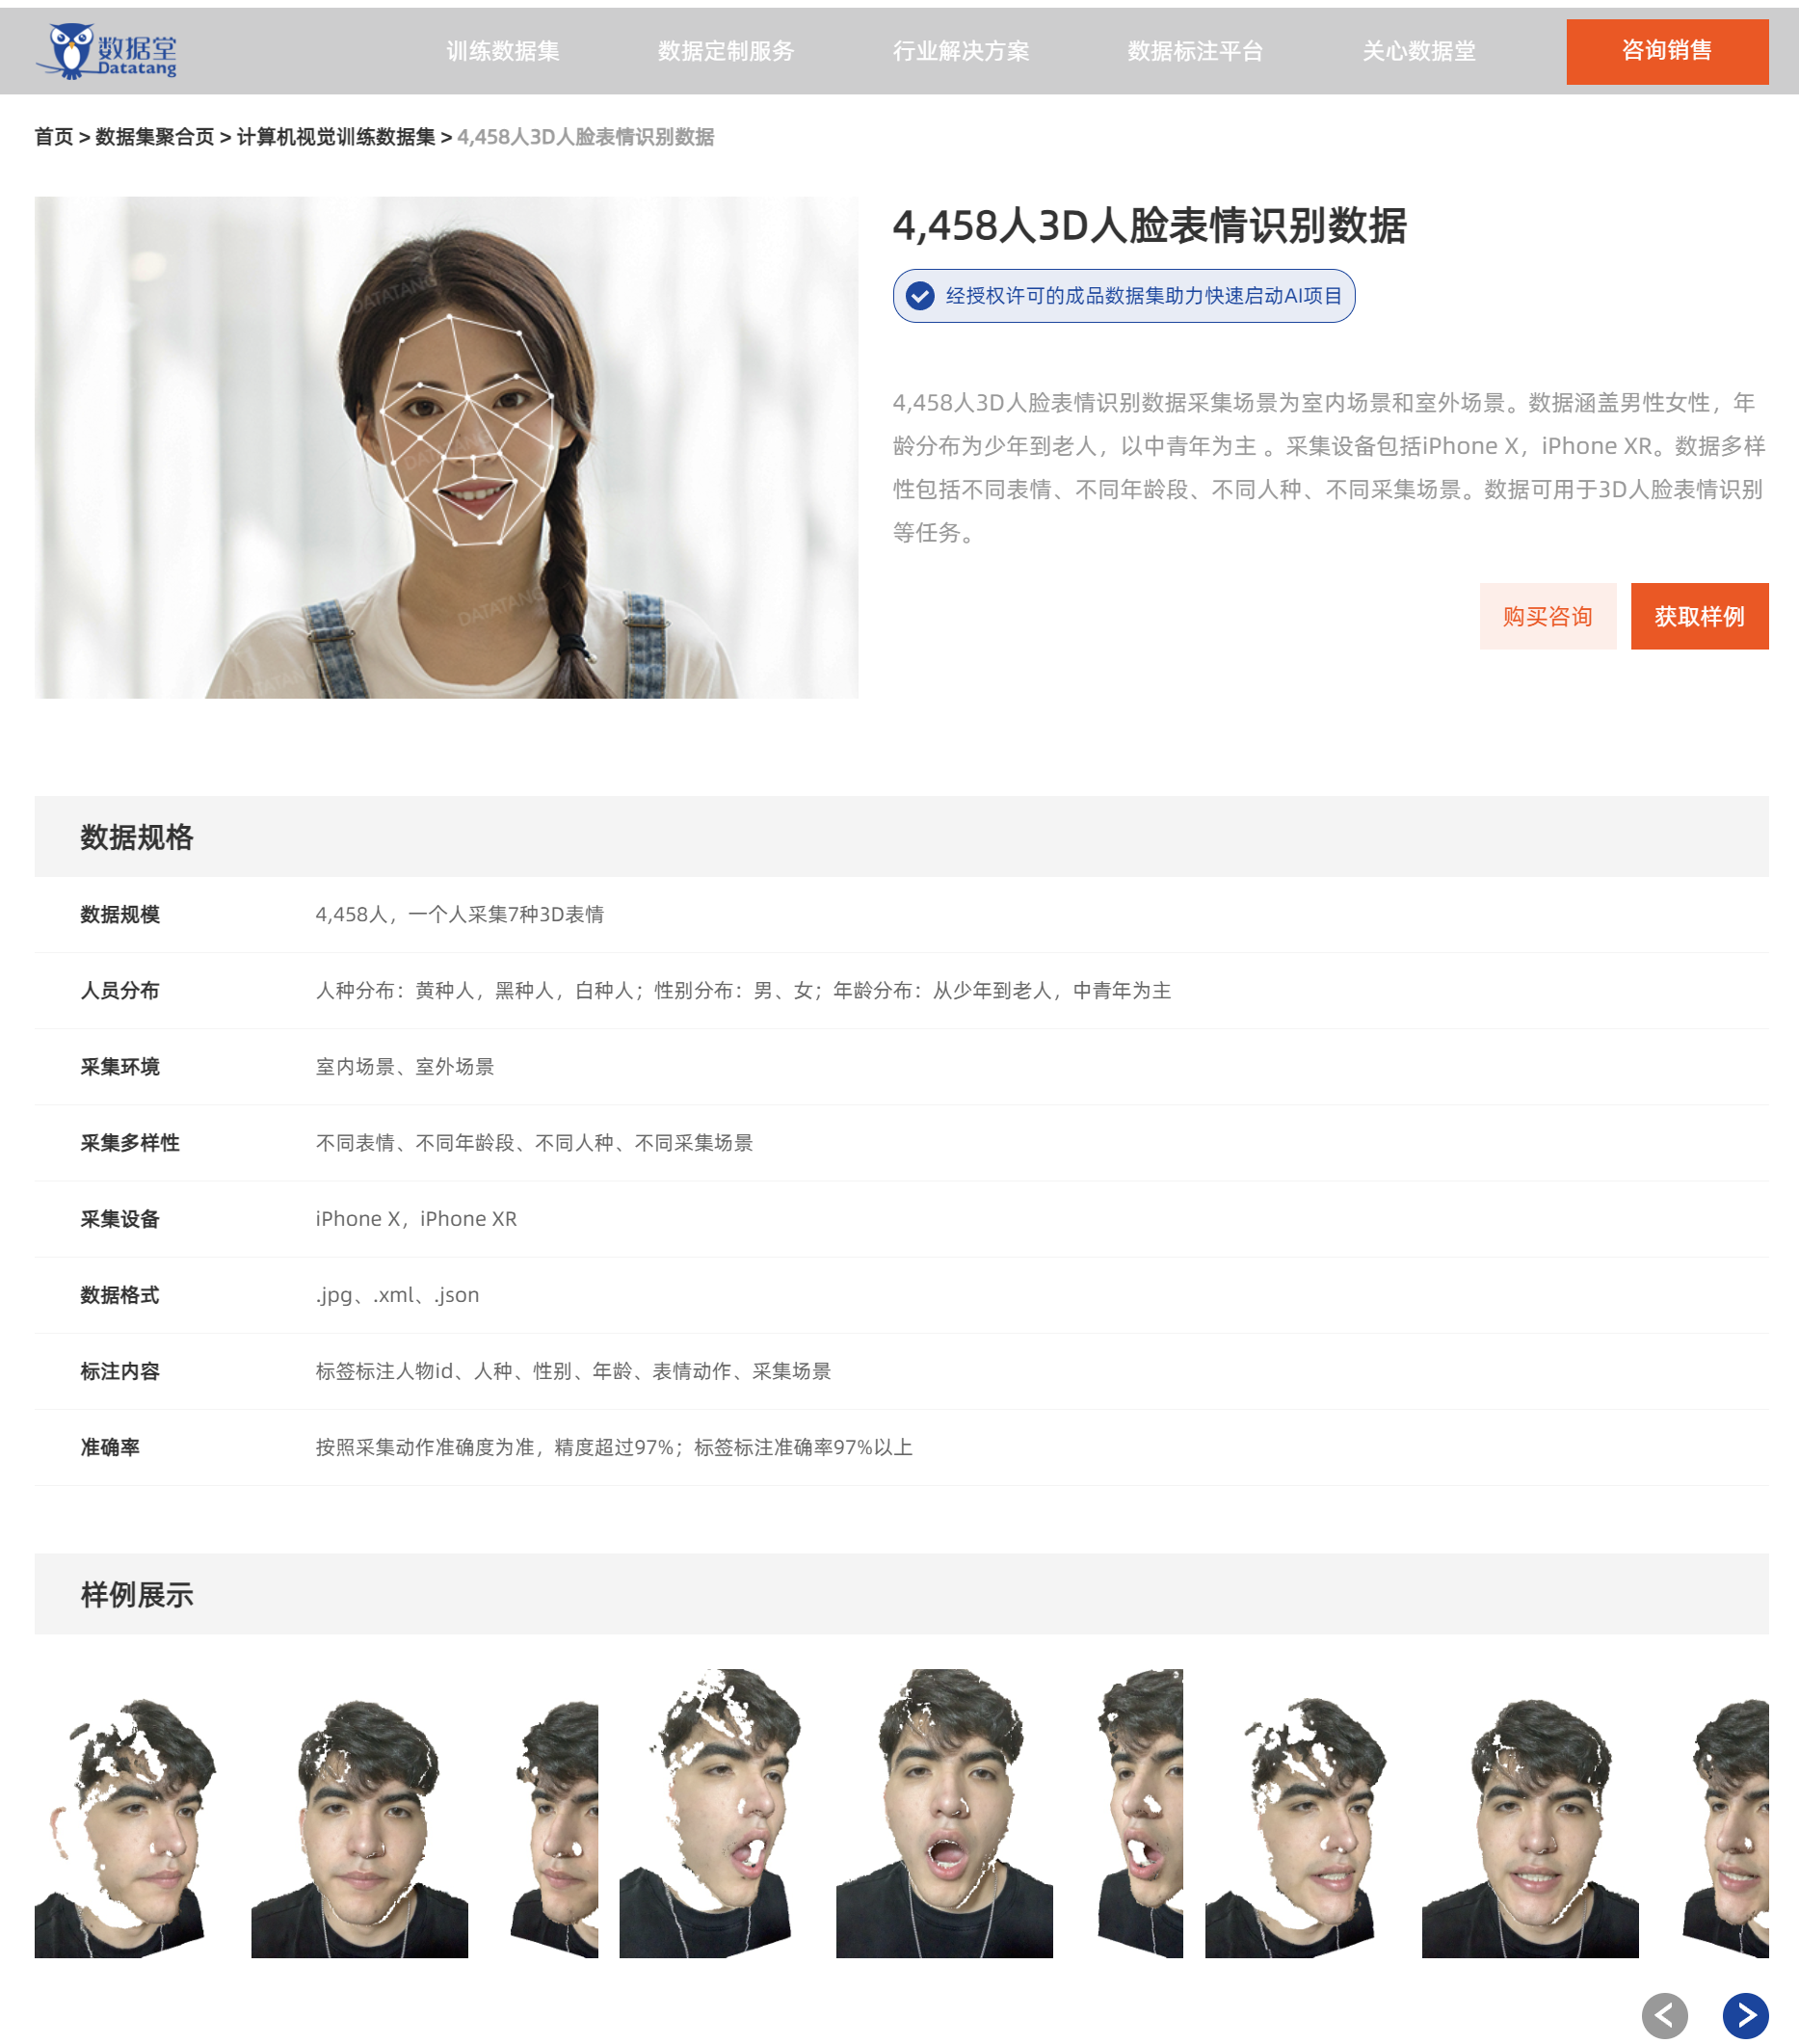 数据堂
Datatang
训练数据集
数据定制服务
行业解决方案
数据标注平台
关心数据堂
咨询销售
首页 > 数据集聚合页 > 计算机视觉训练数据集 > 4,458人3D人脸表情识别数据
DATATANG
DATATANG
DATATANG
DATATANG
4,458人3D人脸表情识别数据
经授权许可的成品数据集助力快速启动AI项目
4,458人3D人脸表情识别数据采集场景为室内场景和室外场景。数据涵盖男性女性，年
龄分布为少年到老人，以中青年为主 。采集设备包括iPhone X，iPhone XR。数据多样
性包括不同表情、不同年龄段、不同人种、不同采集场景。数据可用于3D人脸表情识别
等任务。
购买咨询
获取样例
数据规格
数据规模 4,458人，一个人采集7种3D表情
人员分布 人种分布：黄种人，黑种人，白种人；性别分布：男、女；年龄分布：从少年到老人，中青年为主
采集环境 室内场景、室外场景
采集多样性 不同表情、不同年龄段、不同人种、不同采集场景
采集设备 iPhone X，iPhone XR
数据格式 .jpg、.xml、.json
标注内容 标签标注人物id、人种、性别、年龄、表情动作、采集场景
准确率 按照采集动作准确度为准，精度超过97%；标签标注准确率97%以上
样例展示